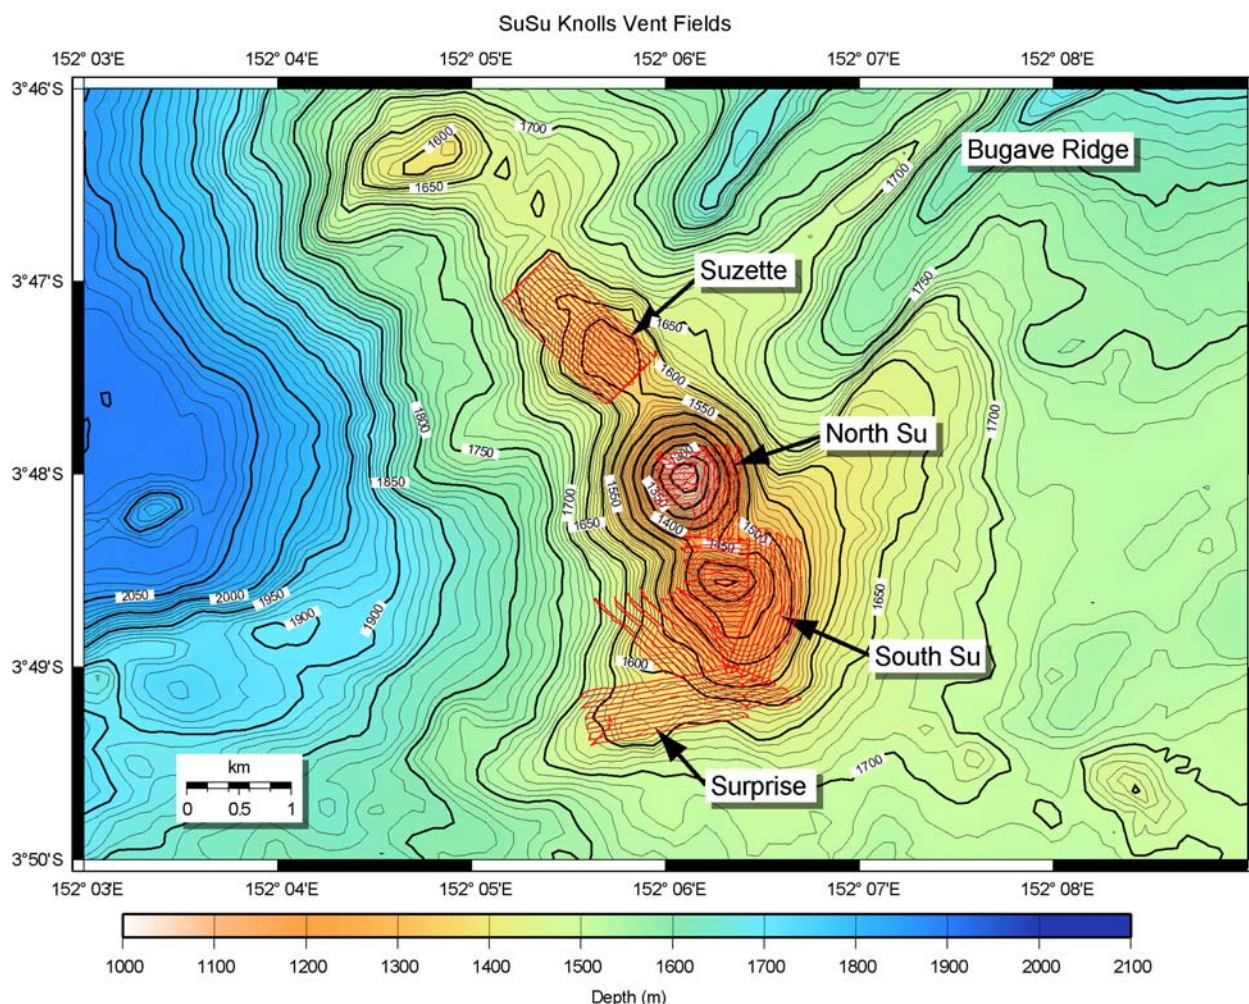 SuSu Knolls Vent Fields
152° 03'E 152° 04'E 152° 05'E 152° 06'E 152° 07'E 152° 08'E
3°46'S
1700
1600
Bugave Ridge
1650
1700
3°47'S
Suzette
1750
1650
1600
1550
1800
1700
North Su
1750
3°48'S
1850
1700
1550
1400
1500
1650
2050 2000 1950
1900
1900
1650
South Su
3°49'S
1600
1700
km
0 0.5 1
Surprise
3°50'S
152° 03'E 152° 04'E 152° 05'E 152° 06'E 152° 07'E 152° 08'E
1000 1100 1200 1300 1400 1500 1600 1700 1800 1900 2000 2100
Depth (m)